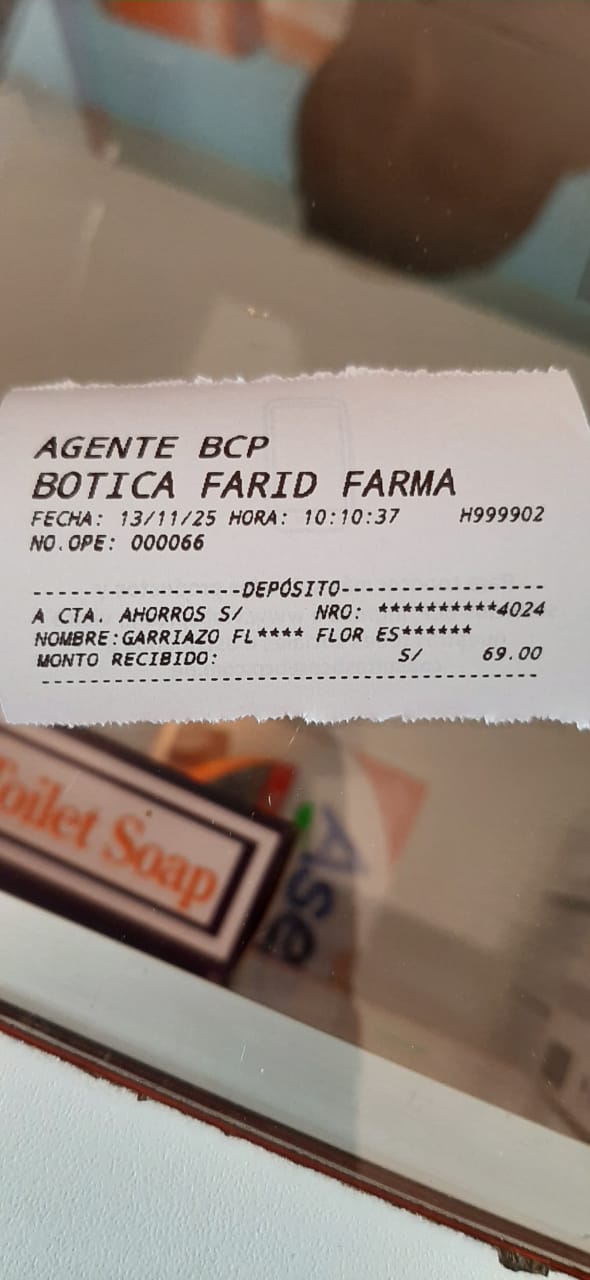 AGENTE BCP
BOTICA FARID FARMA
FECHA: 13/11/25 HORA: 10:10:37 H999902
NO.OPE: 000066
-----------------DEPÓSITO-----------------
A CTA. AHORROS S/ NRO: **********4024
NOMBRE:GARRIAZO FL**** FLOR ES******
MONTO RECIBIDO: S/ 69.00
------------------------------------------
Toilet Soap
Ase